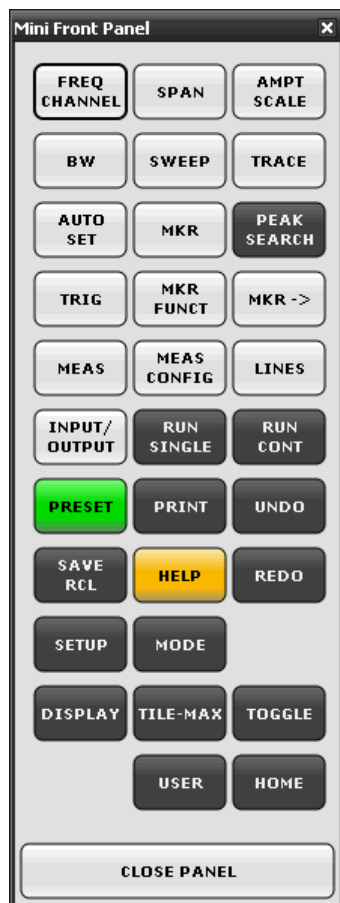 Mini Front Panel
FREQ
CHANNEL
SPAN
AMPT
SCALE
BW
SWEEP
TRACE
AUTO
SET
MKR
PEAK
SEARCH
TRIG
MKR
FUNCT
MKR ->
MEAS
MEAS
CONFIG
LINES
INPUT/
OUTPUT
RUN
SINGLE
RUN
CONT
PRESET
PRINT
UNDO
SAVE
RCL
HELP
REDO
SETUP
MODE
DISPLAY
TILE-MAX
TOGGLE
USER
HOME
CLOSE PANEL